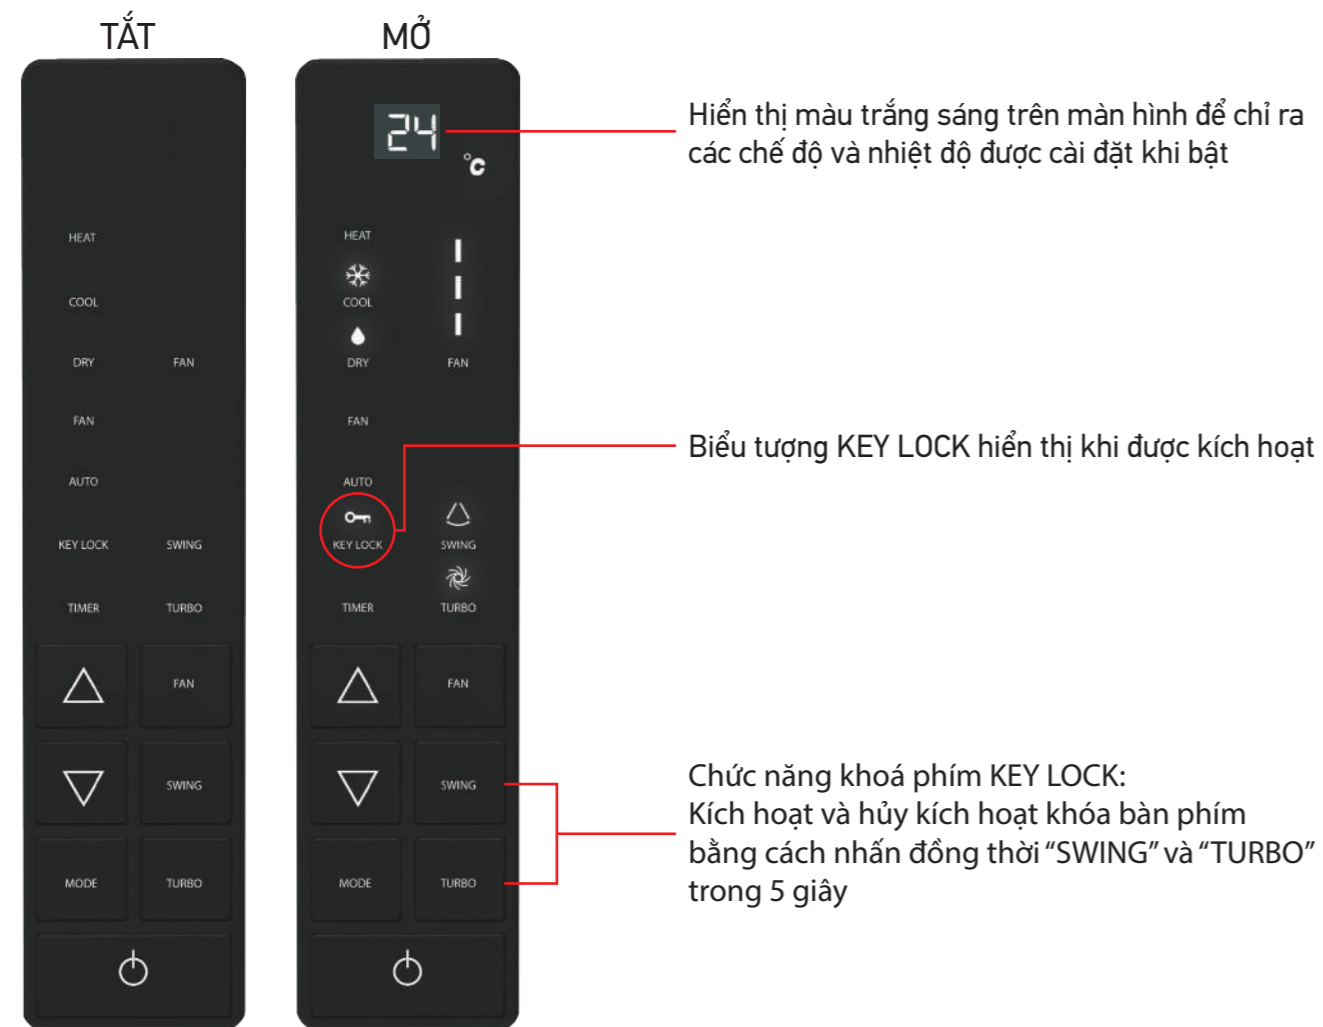 TẮT
HEAT
COOL
DRY FAN
FAN
AUTO
KEY LOCK SWING
TIMER TURBO
FAN
SWING
MODE TURBO
MỞ
24
°C
HEAT
COOL
DRY FAN
FAN
AUTO
KEY LOCK SWING
TIMER TURBO
FAN
SWING
MODE TURBO
Hiển thị màu trắng sáng trên màn hình để chỉ ra
các chế độ và nhiệt độ được cài đặt khi bật
Biểu tượng KEY LOCK hiển thị khi được kích hoạt
Chức năng khoá phím KEY LOCK:
Kích hoạt và hủy kích hoạt khóa bàn phím
bằng cách nhấn đồng thời “SWING” và “TURBO”
trong 5 giây